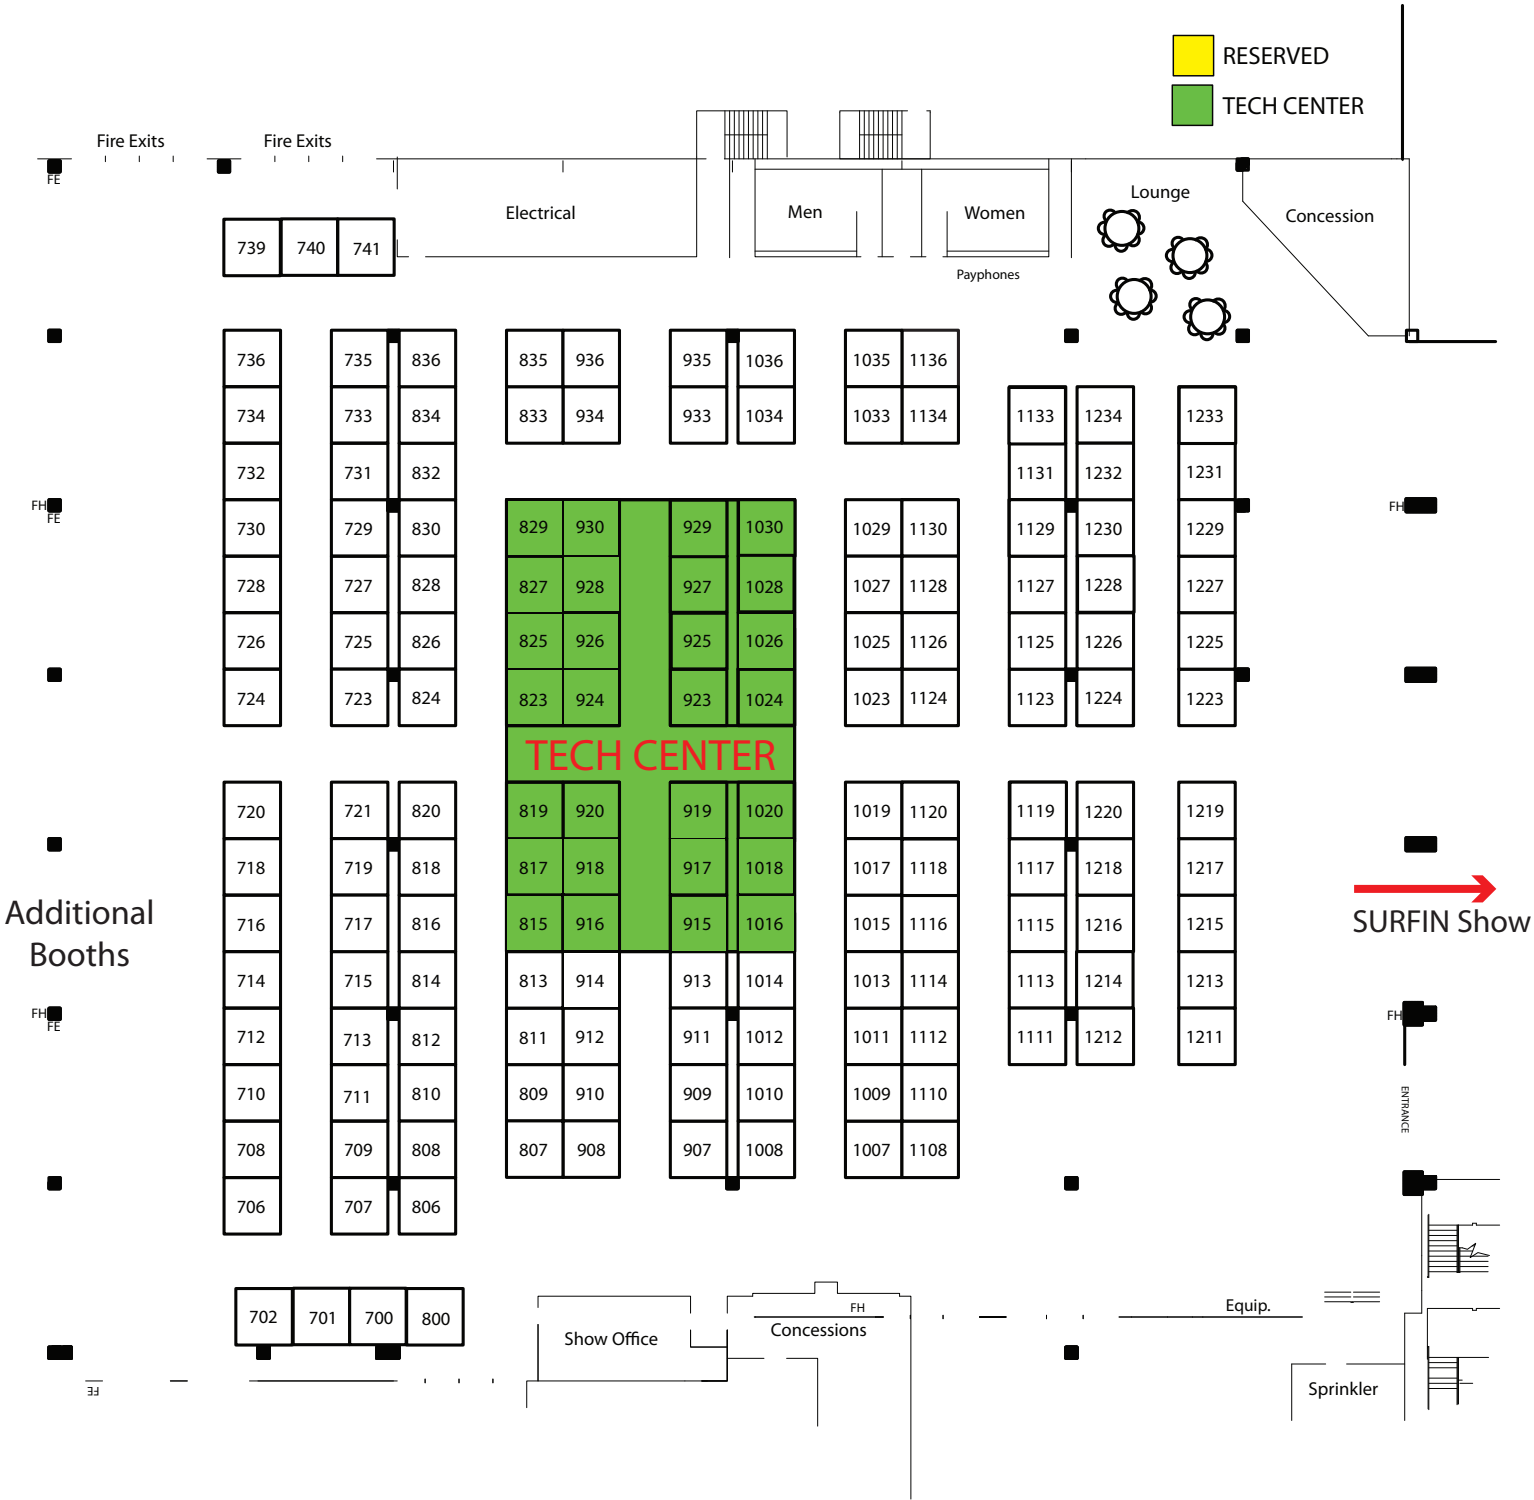 RESERVED
TECH CENTER
Fire Exits
Fire Exits
FE
Electrical
Men
Women
Lounge
Concession
Payphones
739 740 741
736 735 836 835 936 935 1036 1035 1136
734 733 834 833 934 933 1034 1033 1134 1133 1234 1233
732 731 832 1131 1232 1231
FH
FE
FH
730 729 830 829 930 929 1030 1029 1130 1129 1230 1229
728 727 828 827 928 927 1028 1027 1128 1127 1228 1227
726 725 826 825 926 925 1026 1025 1126 1125 1226 1225
724 723 824 823 924 923 1024 1023 1124 1123 1224 1223
TECH CENTER
720 721 820 819 920 919 1020 1019 1120 1119 1220 1219
718 719 818 817 918 917 1018 1017 1118 1117 1218 1217
716 717 816 815 916 915 1016 1015 1116 1115 1216 1215
Additional
Booths
SURFIN Show
714 715 814 813 914 913 1014 1013 1114 1113 1214 1213
FH
FE
FH
712 713 812 811 912 911 1012 1011 1112 1111 1212 1211
710 711 810 809 910 909 1010 1009 1110
ENTRANCE
708 709 808 807 908 907 1008 1007 1108
706 707 806
702 701 700 800
Show Office
FH
Concessions
Equip.
Sprinkler
FE